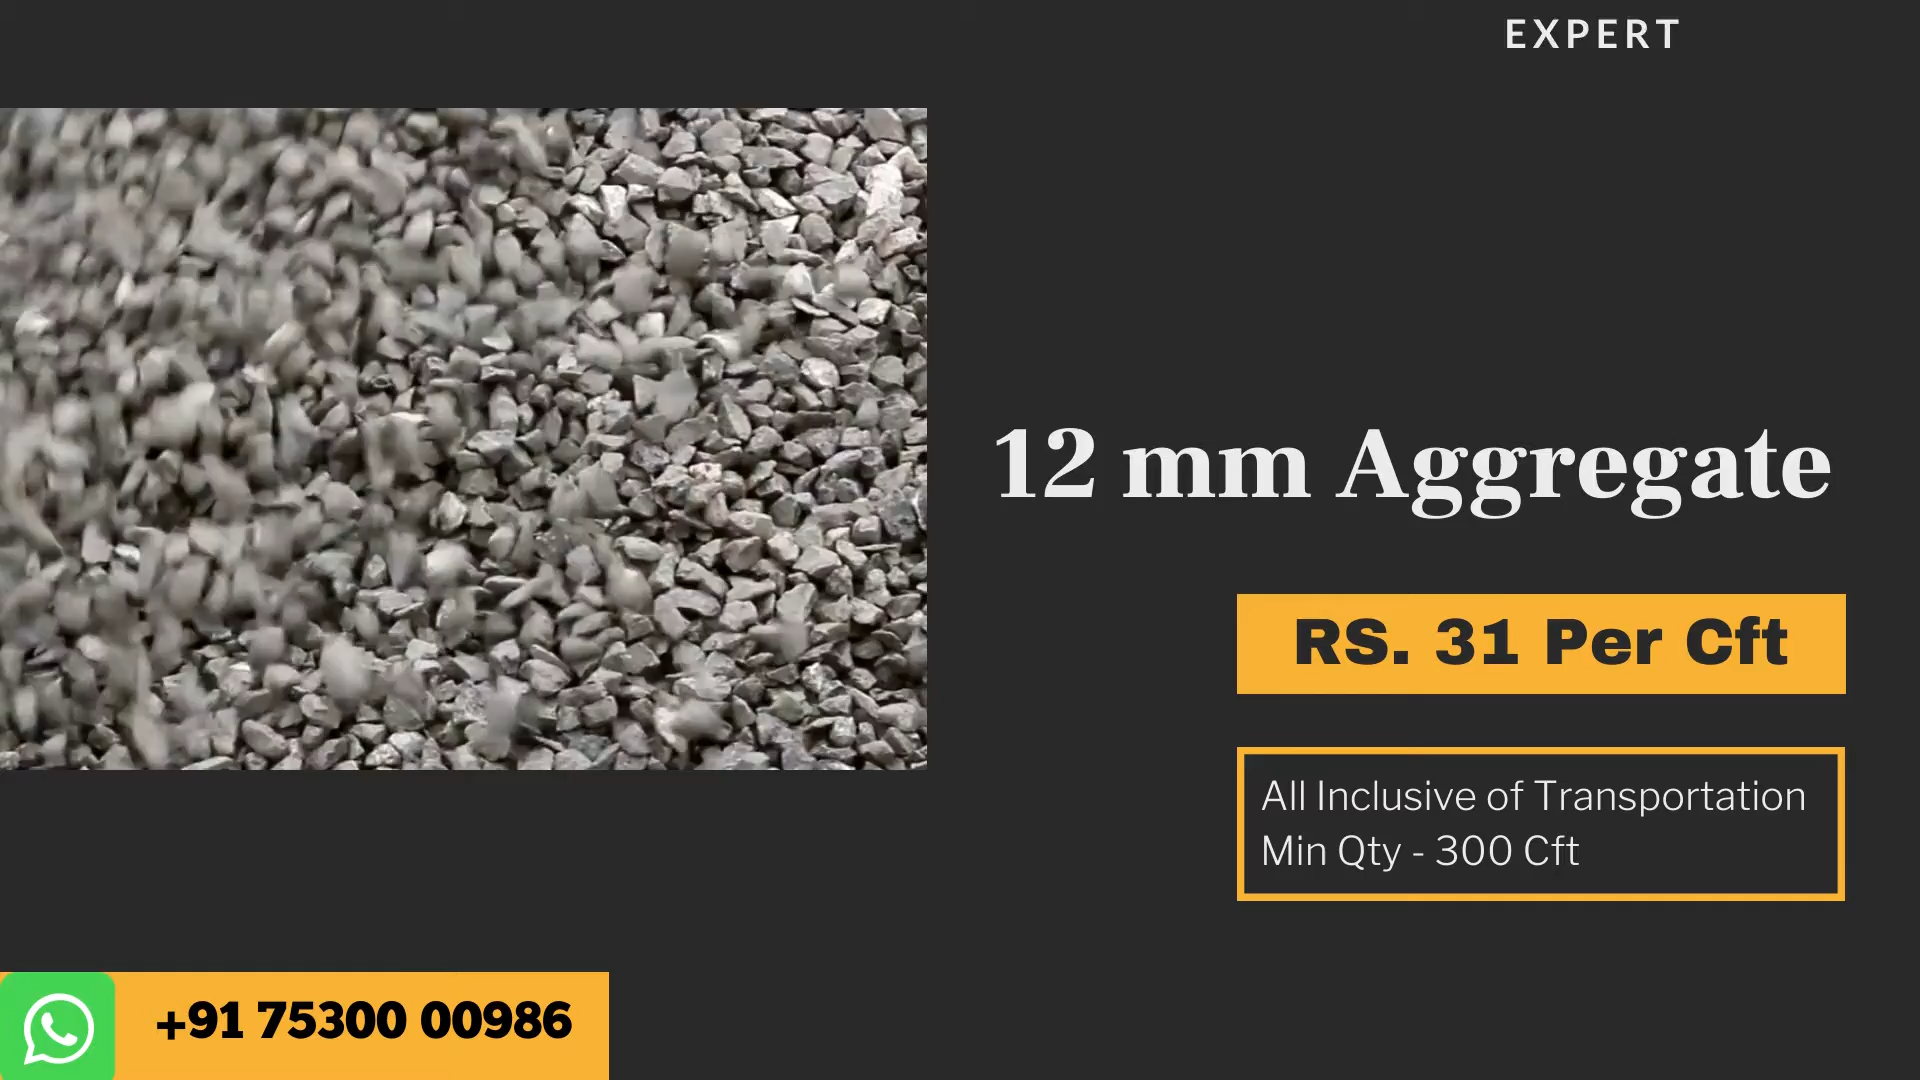 EXPERT
12 mm Aggregate
RS. 31 Per Cft
All Inclusive of Transportation
Min Qty - 300 Cft
+91 75300 00986